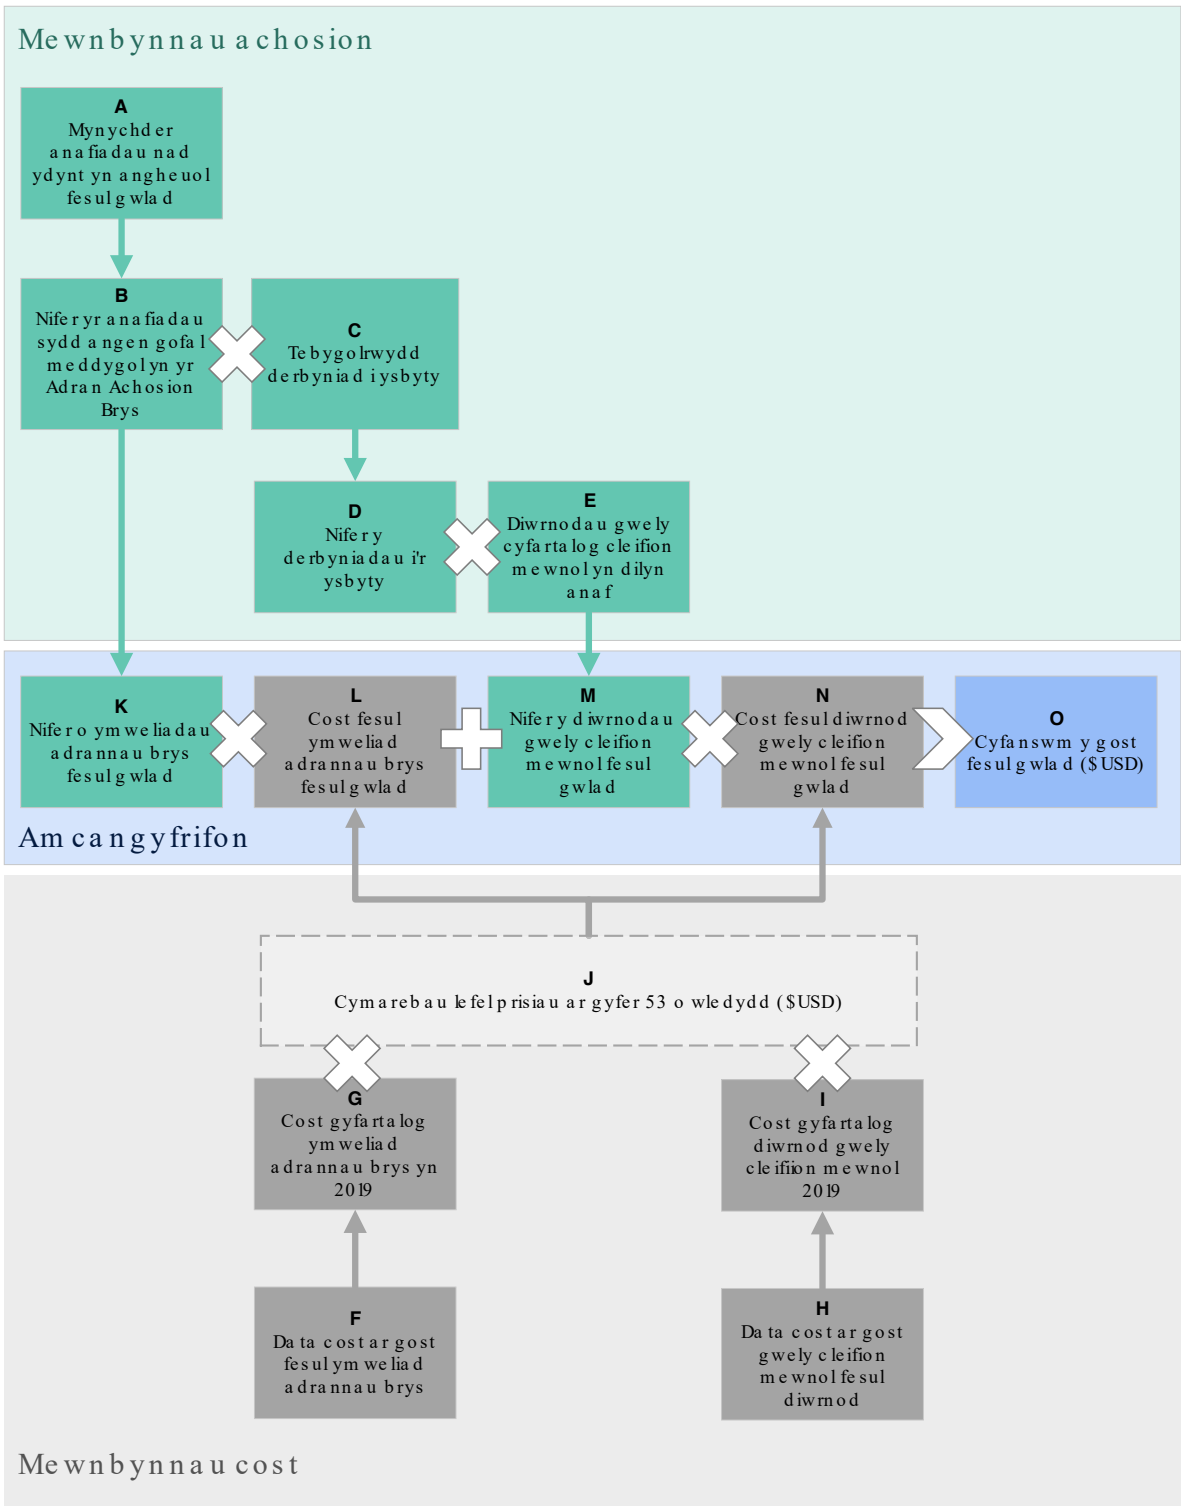 Mewnbynnau achosion
A
Mynychder
anafiadau nad
ydynt yn angheuol
fesul gwlad
B
Nifer yr anafiadau
sydd angen gofal
meddygol yn yr
Adran Achosion
Brys
C
Tebygolrwydd
derbyniad i ysbyty
D
Nifer y
derbyniadau i'r
ysbyty
E
Diwrnodau gwely
cyfartalog cleifion
mewnol yn dilyn
anaf
K
Nifer o ymweliadau
adrannau brys
fesul gwlad
L
Cost fesul
ymweliad
adrannau brys
fesul gwlad
M
Nifer y diwrnodau
gwely cleifion
mewnol fesul
gwlad
N
Cost fesul diwrnod
gwely cleifion
mewnol fesul
gwlad
O
Cyfanswm y gost
fesul gwlad ($USD)
Amcangyfrifon
J
Cymarebau lefel prisiau ar gyfer 53 o wledydd ($USD)
G
Cost gyfartalog
ymweliad
adrannau brys yn
2019
I
Cost gyfartalog
diwrnod gwely
cleifiion mewnol
2019
F
Data cost ar gost
fesul ymweliad
adrannau brys
H
Data cost ar gost
gwely cleifion
mewnol fesul
diwrnod
Mewnbynnau cost